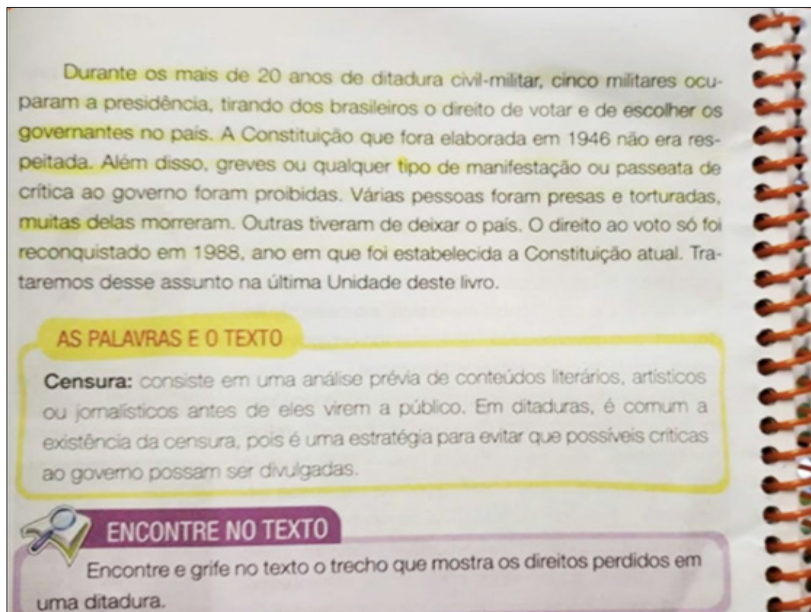 Durante os mais de 20 anos de ditadura civil-militar, cinco militares ocu-
param a presidência, tirando dos brasileiros o direito de votar e de escolher os
governantes no país. A Constituição que fora elaborada em 1946 não era res-
peitada. Além disso, greves ou qualquer tipo de manifestação ou passeata de
crítica ao governo foram proibidas. Várias pessoas foram presas e torturadas,
muitas delas morreram. Outras tiveram de deixar o país. O direito ao voto só foi
reconquistado em 1988, ano em que foi estabelecida a Constituição atual. Tra-
taremos desse assunto na última Unidade deste livro.
AS PALAVRAS E O TEXTO
Censura: consiste em uma análise prévia de conteúdos literários, artísticos
ou jornalísticos antes de eles virem a público. Em ditaduras, é comum a
existência da censura, pois é uma estratégia para evitar que possíveis críticas
ao governo possam ser divulgadas.
ENCONTRE NO TEXTO
Encontre e grife no texto o trecho que mostra os direitos perdidos em
uma ditadura.